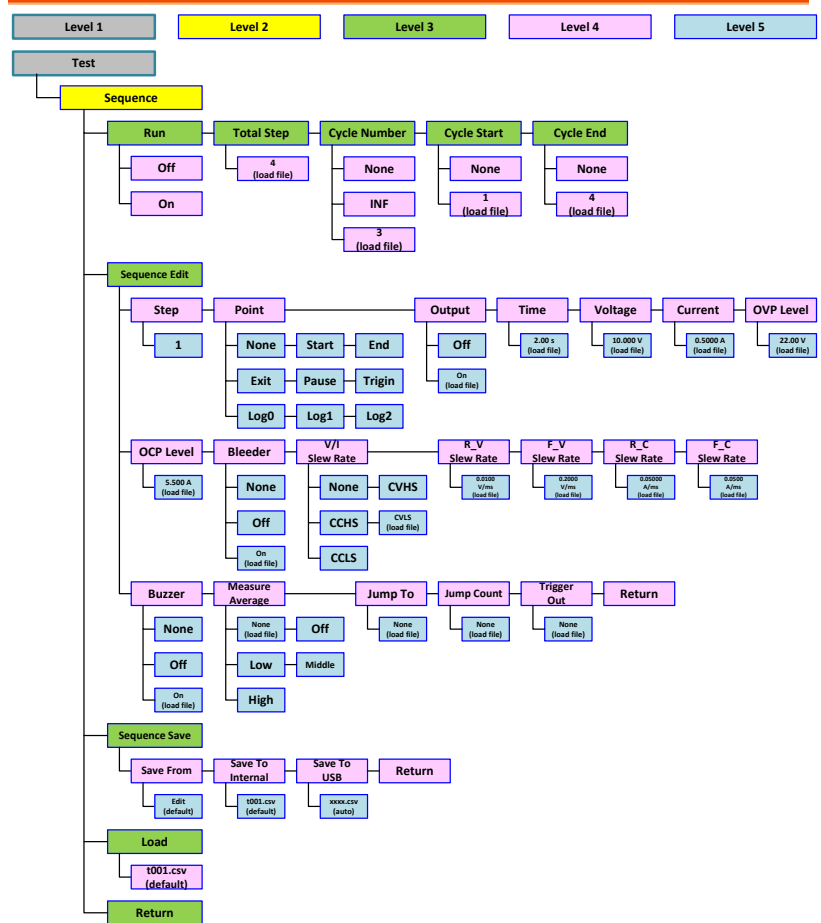 Level 1 Level 2 Level 3 Level 4 Level 5
Test
Sequence
Run Total Step Cycle Number Cycle Start Cycle End
Off 4 None None None
(load file)
On INF 1 4
(load file) (load file)
3
(load file)
Sequence Edit
Step Point Output Time Voltage Current OVP Level
1 None Start End Off 2.00 s 10.000 V 0.5000 A 22.00 V
(load file) (load file) (load file) (load file)
Exit Pause Trigin On
(load file)
Log0 Log1 Log2
OCP Level Bleeder V/I R_V F_V R_C F_C
Slew Rate Slew Rate Slew Rate Slew Rate Slew Rate
5.500 A None None CVHS 0.0100 0.2000 0.05000 0.0500
(load file) V/ms V/ms A/ms A/ms
(load file) (load file) (load file) (load file)
Off CCHS CVLS
(load file)
On CCLS
(load file)
Buzzer Measure Jump To Jump Count Trigger Return
Average Out
None None Off None None None
(load file) (load file) (load file) (load file)
Off Low Middle
On High
(load file)
Sequence Save
Save From Save To Save To Return
Internal USB
Edit t001.csv xxxx.csv
(default) (default) (auto)
Load
t001.csv
(default)
Return